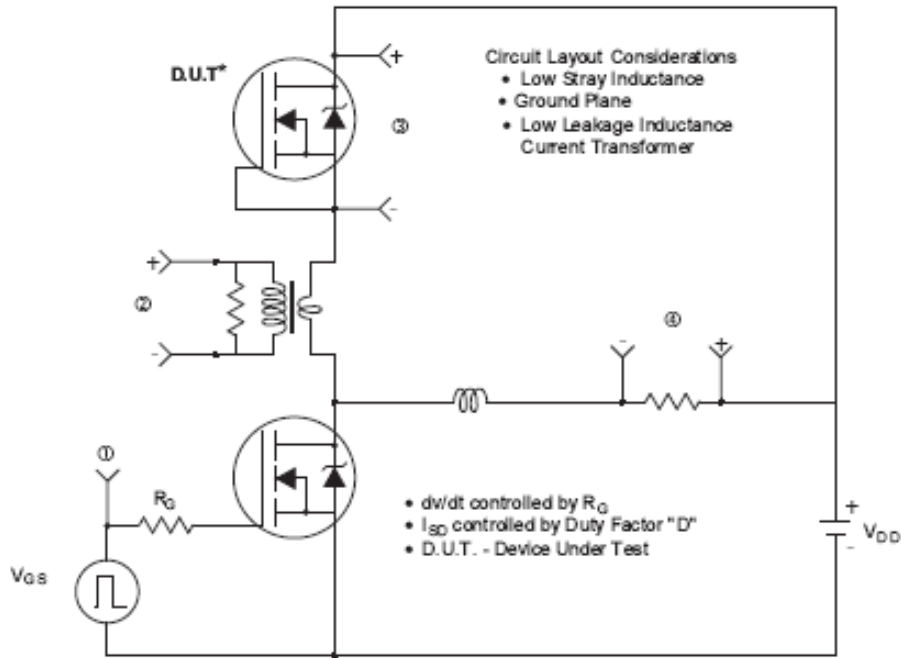 D.U.T*
+
Circuit Layout Considerations
• Low Stray Inductance
• Ground Plane
• Low Leakage Inductance
Current Transformer
③
-
+
②
-
④
-
+
①
R_G
• dv/dt controlled by R_G
• I_SD controlled by Duty Factor "D"
• D.U.T. - Device Under Test
+
V_DD
-
V_GS